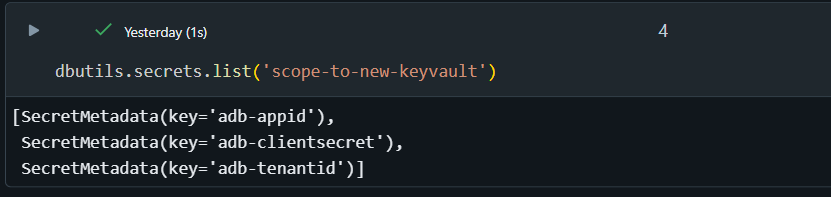 Yesterday (1s)
4
dbutils.secrets.list('scope-to-new-keyvault')
[SecretMetadata(key='adb-appid'),
SecretMetadata(key='adb-clientsecret'),
SecretMetadata(key='adb-tenantid')]